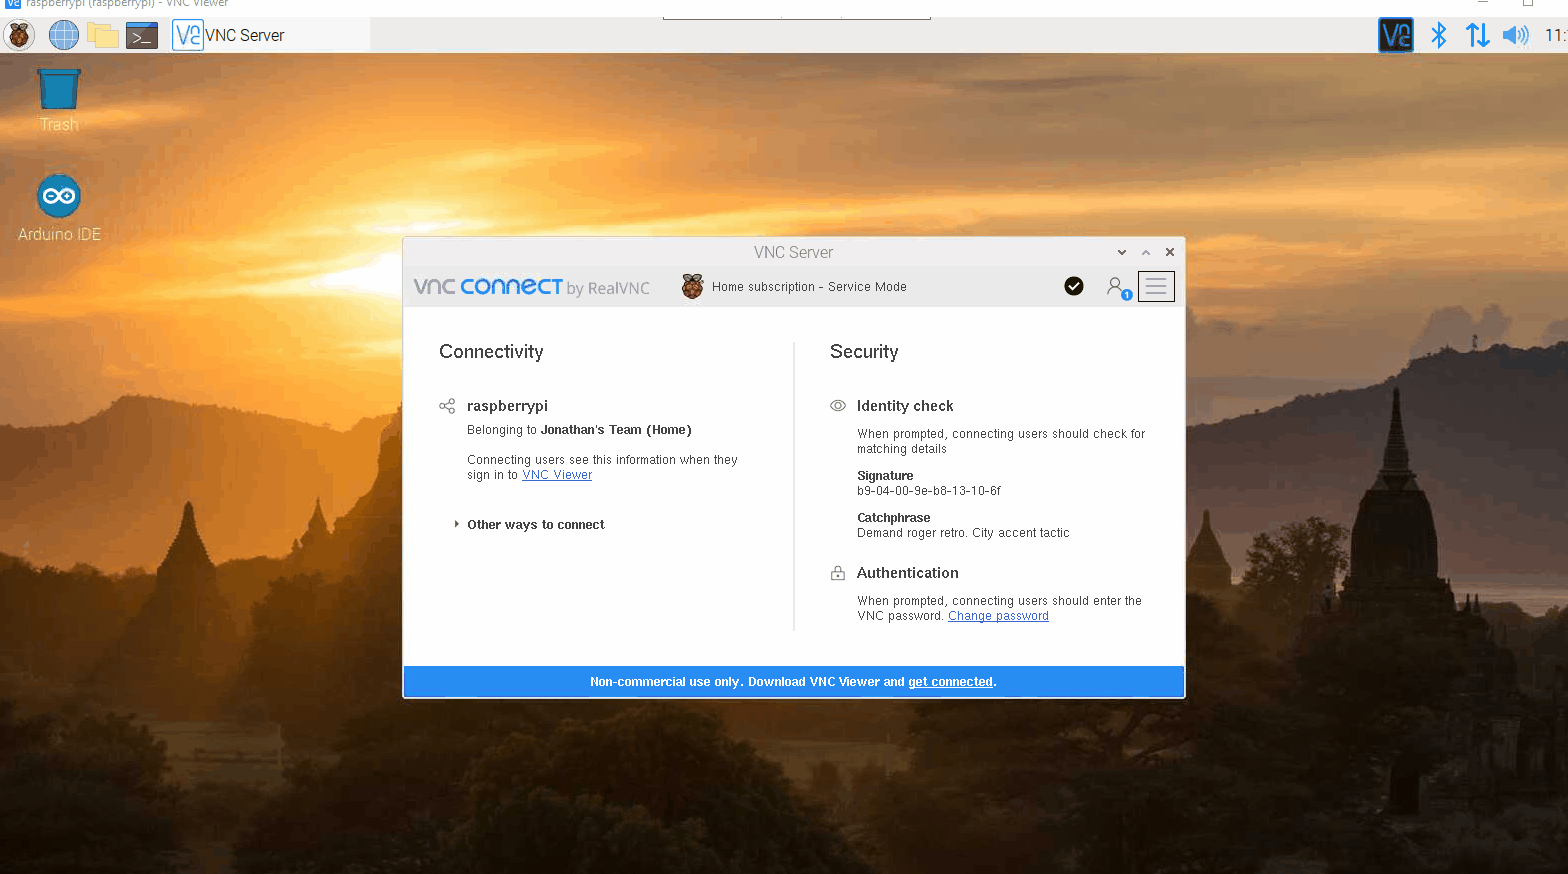 raspberrypi (raspberrypi) - VNC Viewer
VNC Server
11:
Trash
Arduino IDE
VNC Server
vnc connect by RealVNC
Home subscription - Service Mode
1
Connectivity
raspberrypi
Belonging to Jonathan's Team (Home)
Connecting users see this information when they
sign in to VNC Viewer
Other ways to connect
Security
Identity check
When prompted, connecting users should check for
matching details
Signature
b9-04-00-9e-b8-13-10-6f
Catchphrase
Demand roger retro. City accent tactic
Authentication
When prompted, connecting users should enter the
VNC password. Change password
Non-commercial use only. Download VNC Viewer and get connected.